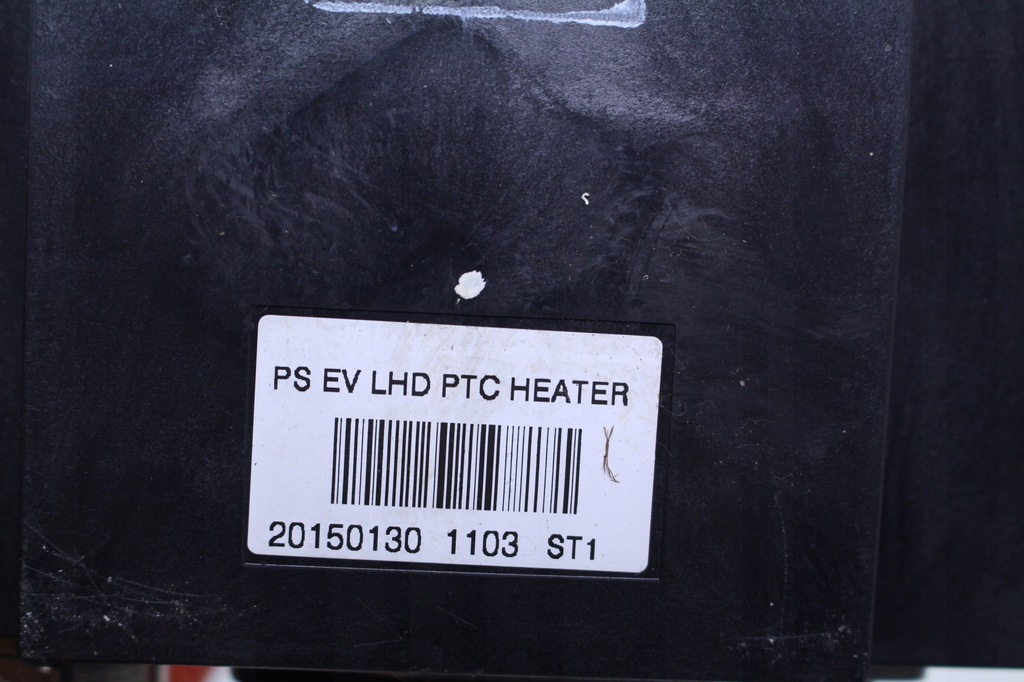 PS EV LHD PTC HEATER
20150130 1103 ST1